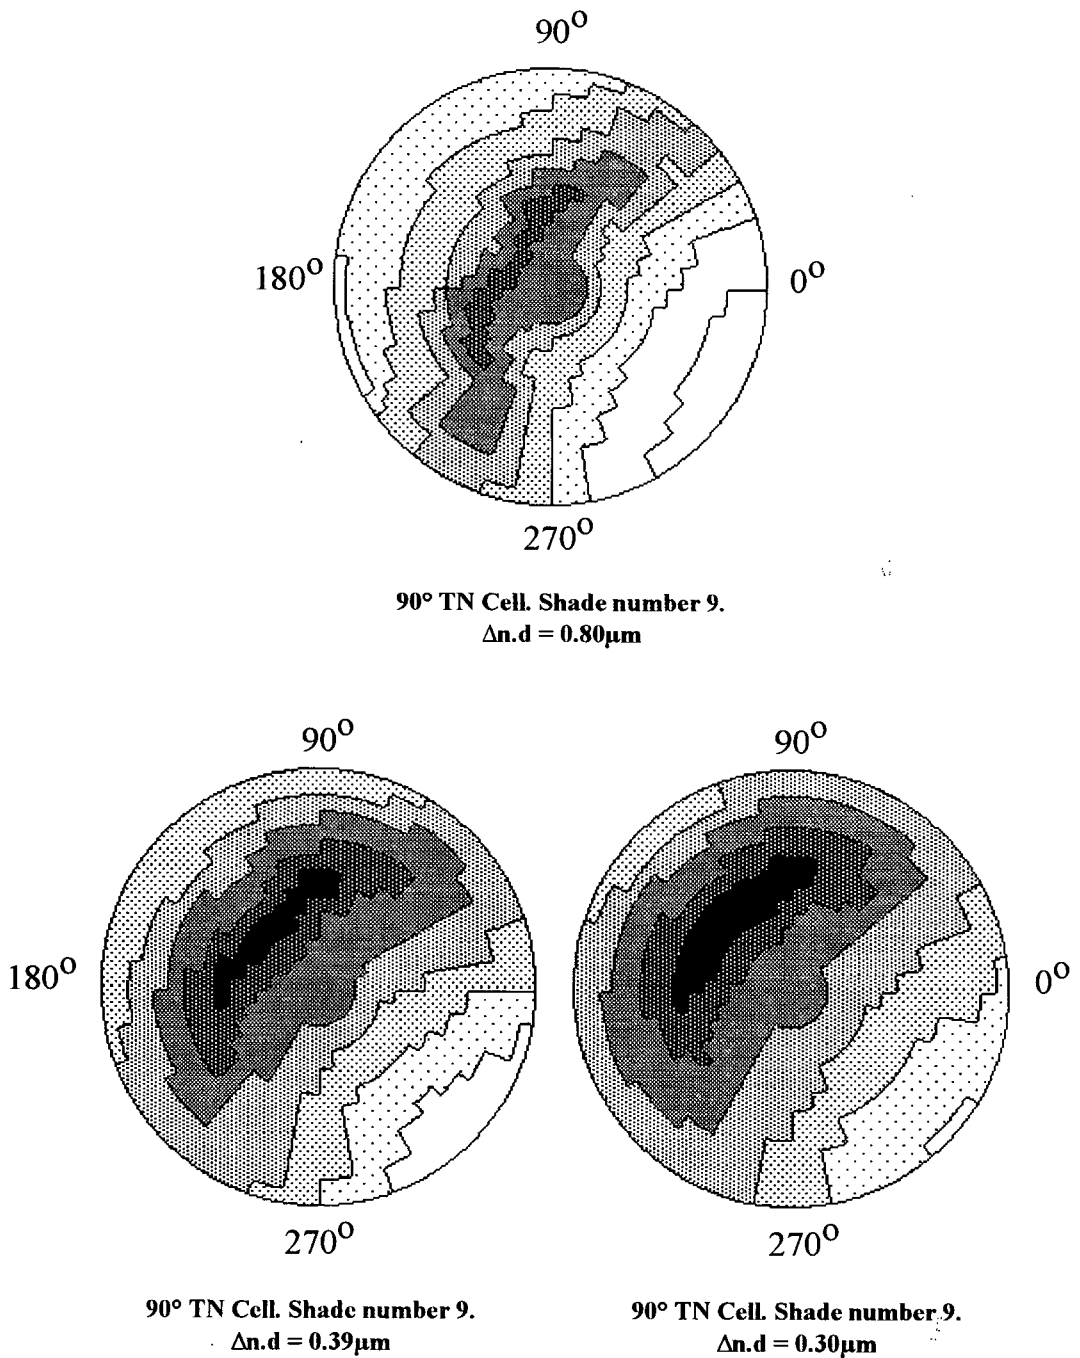 90°
180°
0°
270°
90° TN Cell. Shade number 9.
Δn.d = 0.80µm
90°
90°
180°
0°
270°
270°
90° TN Cell. Shade number 9.
Δn.d = 0.39µm
90° TN Cell. Shade number 9.
Δn.d = 0.30µm